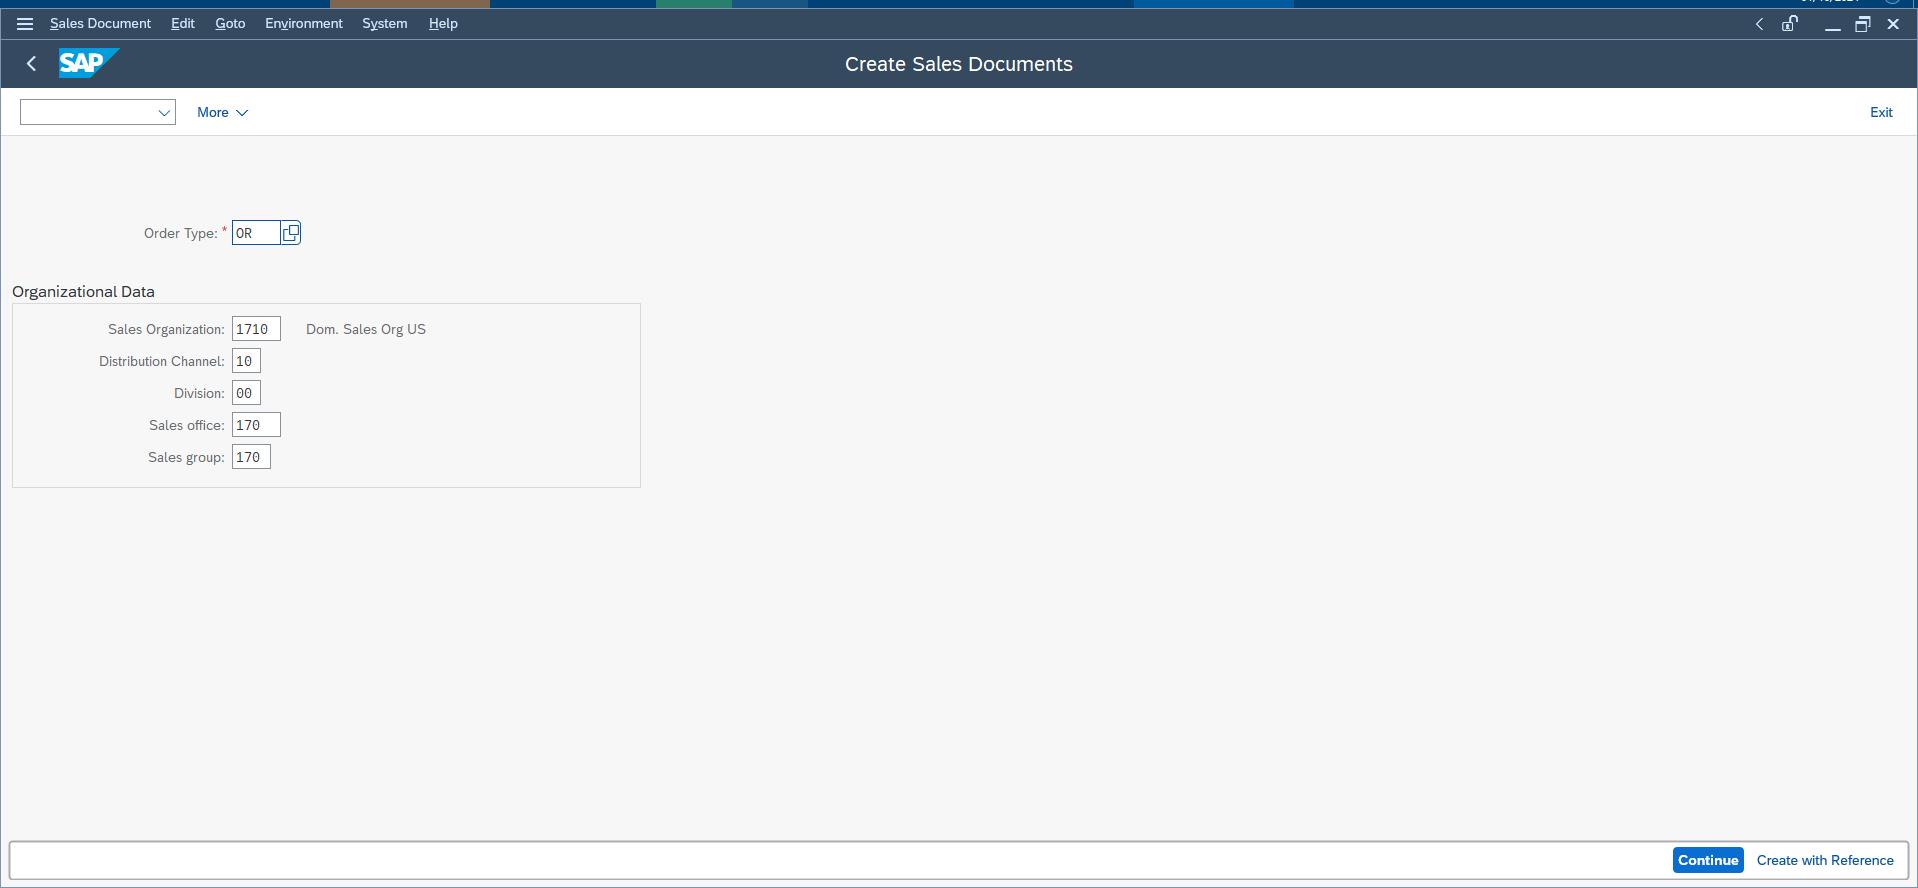 Sales Document Edit Goto Environment System Help
SAP Create Sales Documents
More Exit
Order Type: * OR
Organizational Data
Sales Organization: 1710 Dom. Sales Org US
Distribution Channel: 10
Division: 00
Sales office: 170
Sales group: 170
Continue Create with Reference